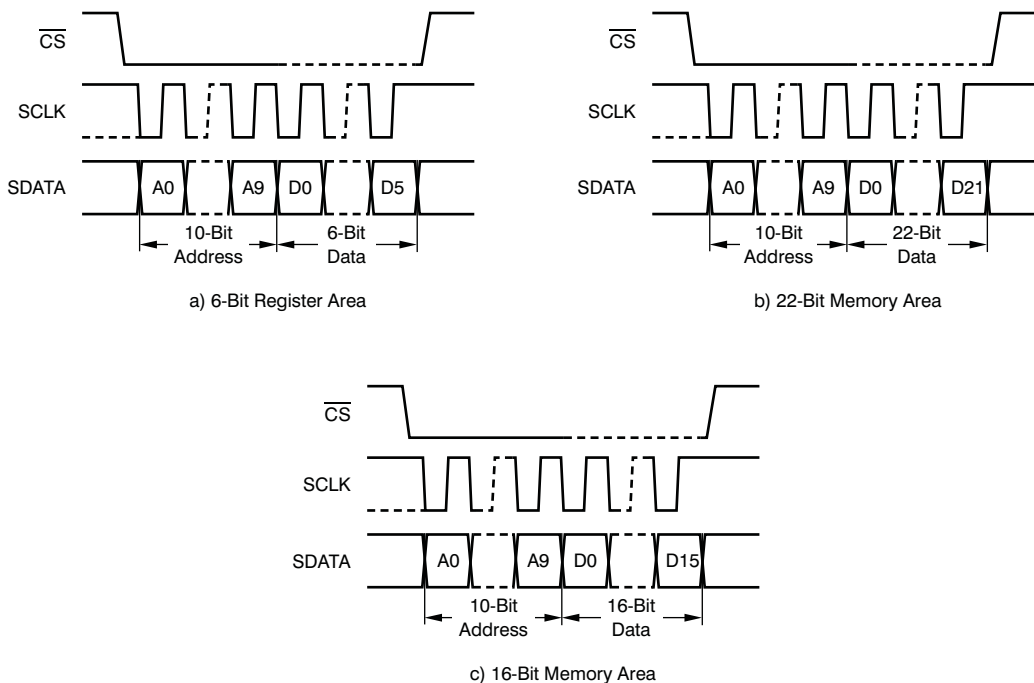 CS
SCLK
SDATA
A0
A9
D0
D5
10-Bit
Address
6-Bit
Data
a) 6-Bit Register Area
CS
SCLK
SDATA
A0
A9
D0
D21
10-Bit
Address
22-Bit
Data
b) 22-Bit Memory Area
CS
SCLK
SDATA
A0
A9
D0
D15
10-Bit
Address
16-Bit
Data
c) 16-Bit Memory Area